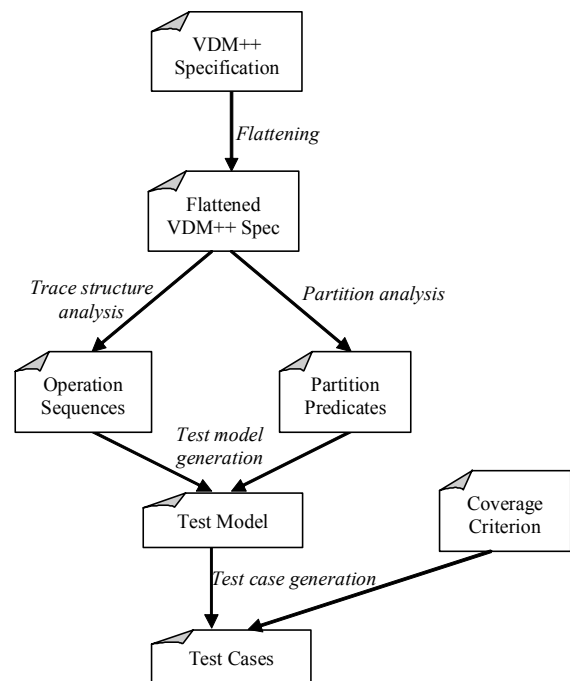 VDM++
Specification
Flattening
Flattened
VDM++ Spec
Trace structure
analysis
Partition analysis
Operation
Sequences
Partition
Predicates
Test model
generation
Coverage
Criterion
Test Model
Test case generation
Test Cases